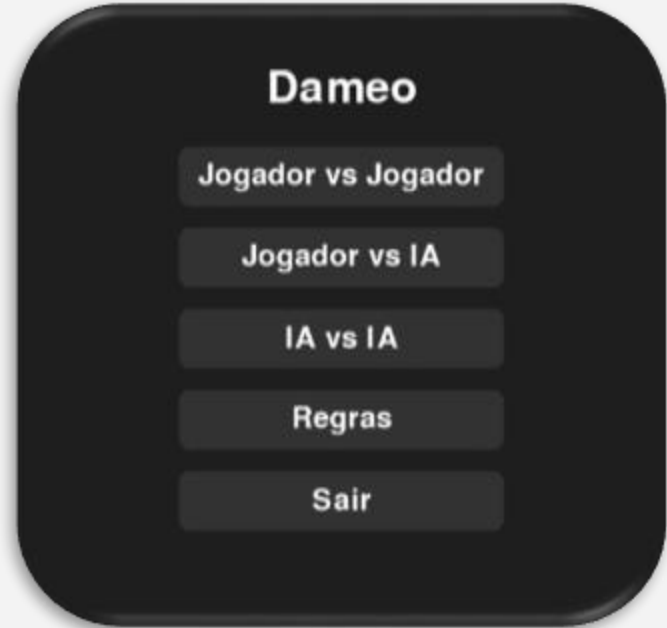 Dameo
Jogador vs Jogador
Jogador vs IA
IA vs IA
Regras
Sair